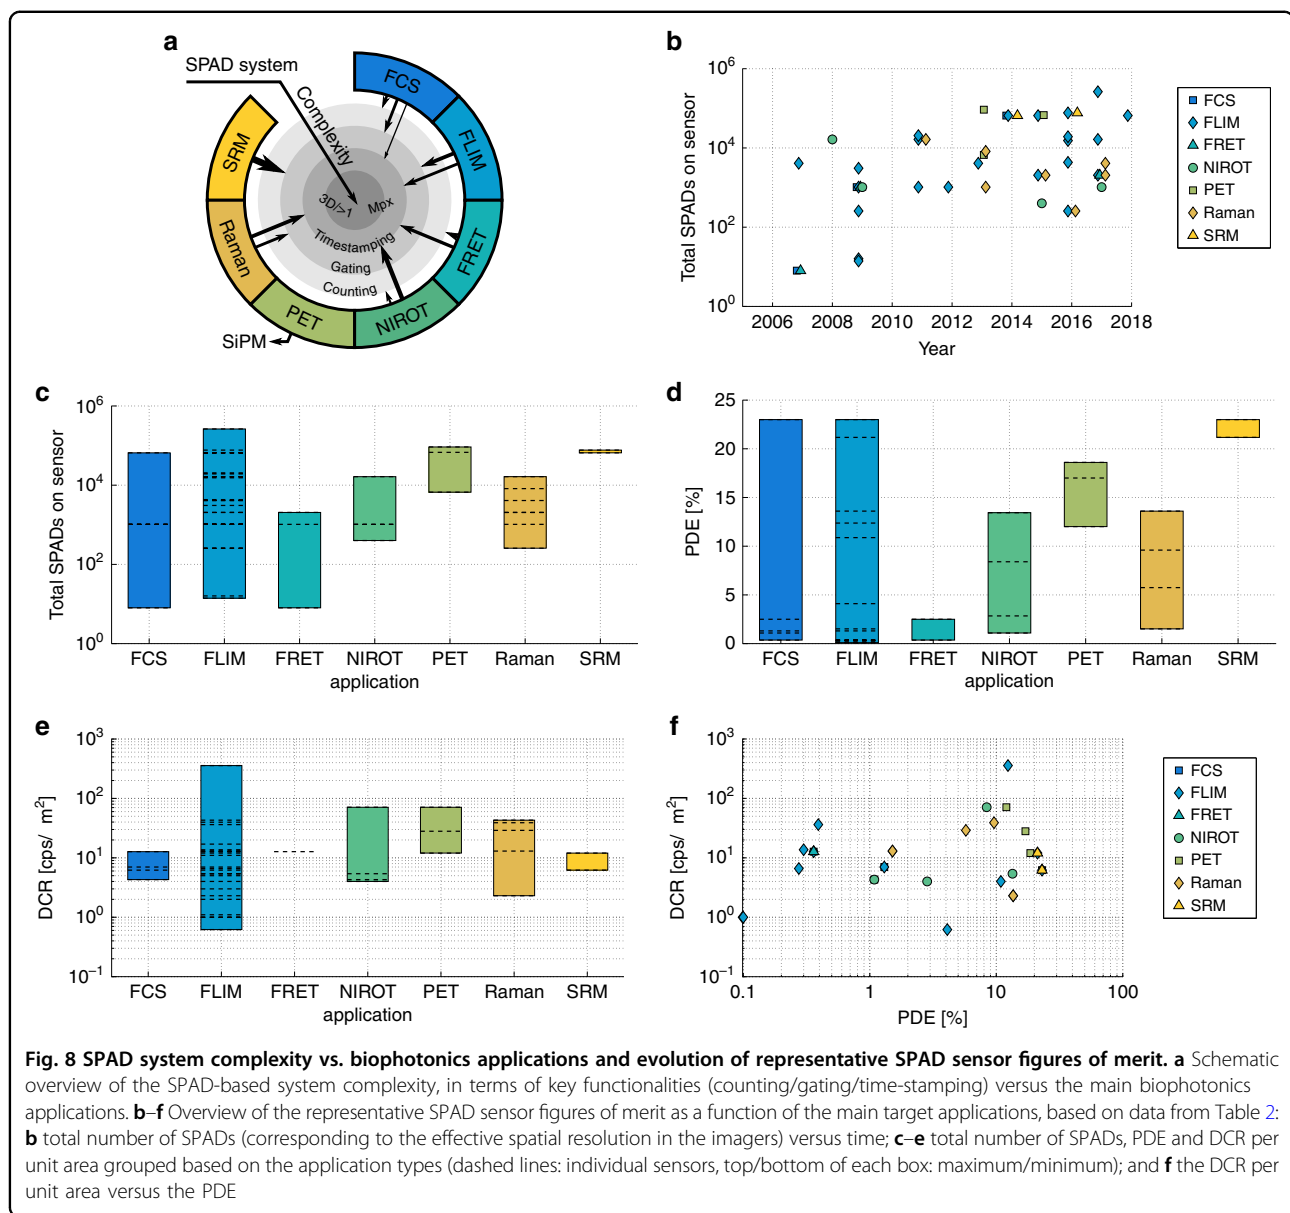 a
SPAD system
Complexity
FCS
FLIM
FRET
NIROT
PET
Raman
SRM
3D/>1 Mpx
Timestamping
Gating
Counting
SiPM
b
Total SPADs on sensor
10^6
10^4
10^2
10^0
2006 2008 2010 2012 2014 2016 2018
Year
FCS
FLIM
FRET
NIROT
PET
Raman
SRM
c
Total SPADs on sensor
10^6
10^4
10^2
10^0
FCS FLIM FRET NIROT PET Raman SRM
application
d
PDE [%]
25
20
15
10
5
0
FCS FLIM FRET NIROT PET Raman SRM
application
e
DCR [cps/ m^2]
10^3
10^2
10^1
10^0
10^−1
FCS FLIM FRET NIROT PET Raman SRM
application
f
DCR [cps/ m^2]
10^3
10^2
10^1
10^0
10^−1
0.1 1 10 100
PDE [%]
FCS
FLIM
FRET
NIROT
PET
Raman
SRM
Fig. 8 SPAD system complexity vs. biophotonics applications and evolution of representative SPAD sensor figures of merit. a Schematic
overview of the SPAD-based system complexity, in terms of key functionalities (counting/gating/time-stamping) versus the main biophotonics
applications. b–f Overview of the representative SPAD sensor figures of merit as a function of the main target applications, based on data from Table 2:
b total number of SPADs (corresponding to the effective spatial resolution in the imagers) versus time; c–e total number of SPADs, PDE and DCR per
unit area grouped based on the application types (dashed lines: individual sensors, top/bottom of each box: maximum/minimum); and f the DCR per
unit area versus the PDE